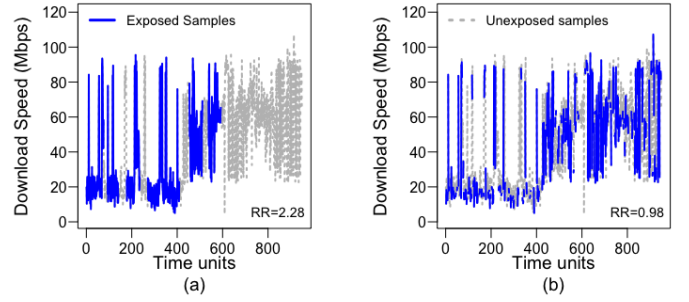 Exposed Samples
Download Speed (Mbps)
120
100
80
60
40
20
0
RR=2.28
0 200 400 600 800
Time units
(a)
Unexposed samples
Download Speed (Mbps)
120
100
80
60
40
20
0
RR=0.98
0 200 400 600 800
Time units
(b)